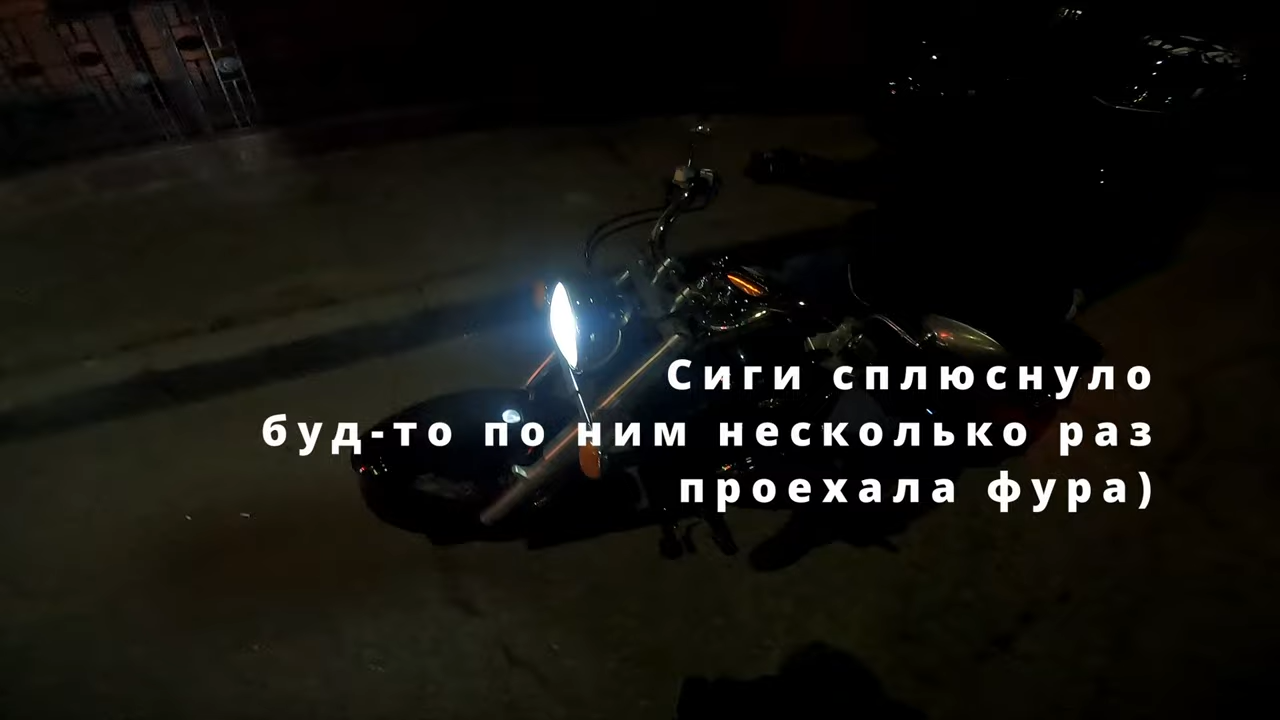 Сиги сплюснуло
буд-то по ним несколько раз
проехала фура)